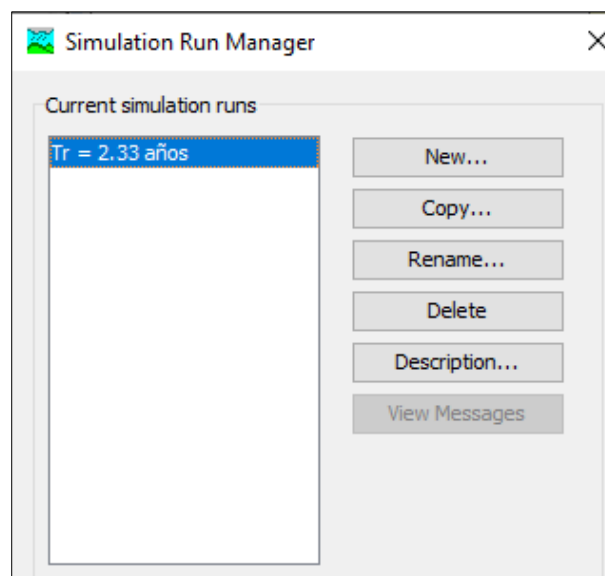 Simulation Run Manager
Current simulation runs
Tr = 2.33 años
New...
Copy...
Rename...
Delete
Description...
View Messages